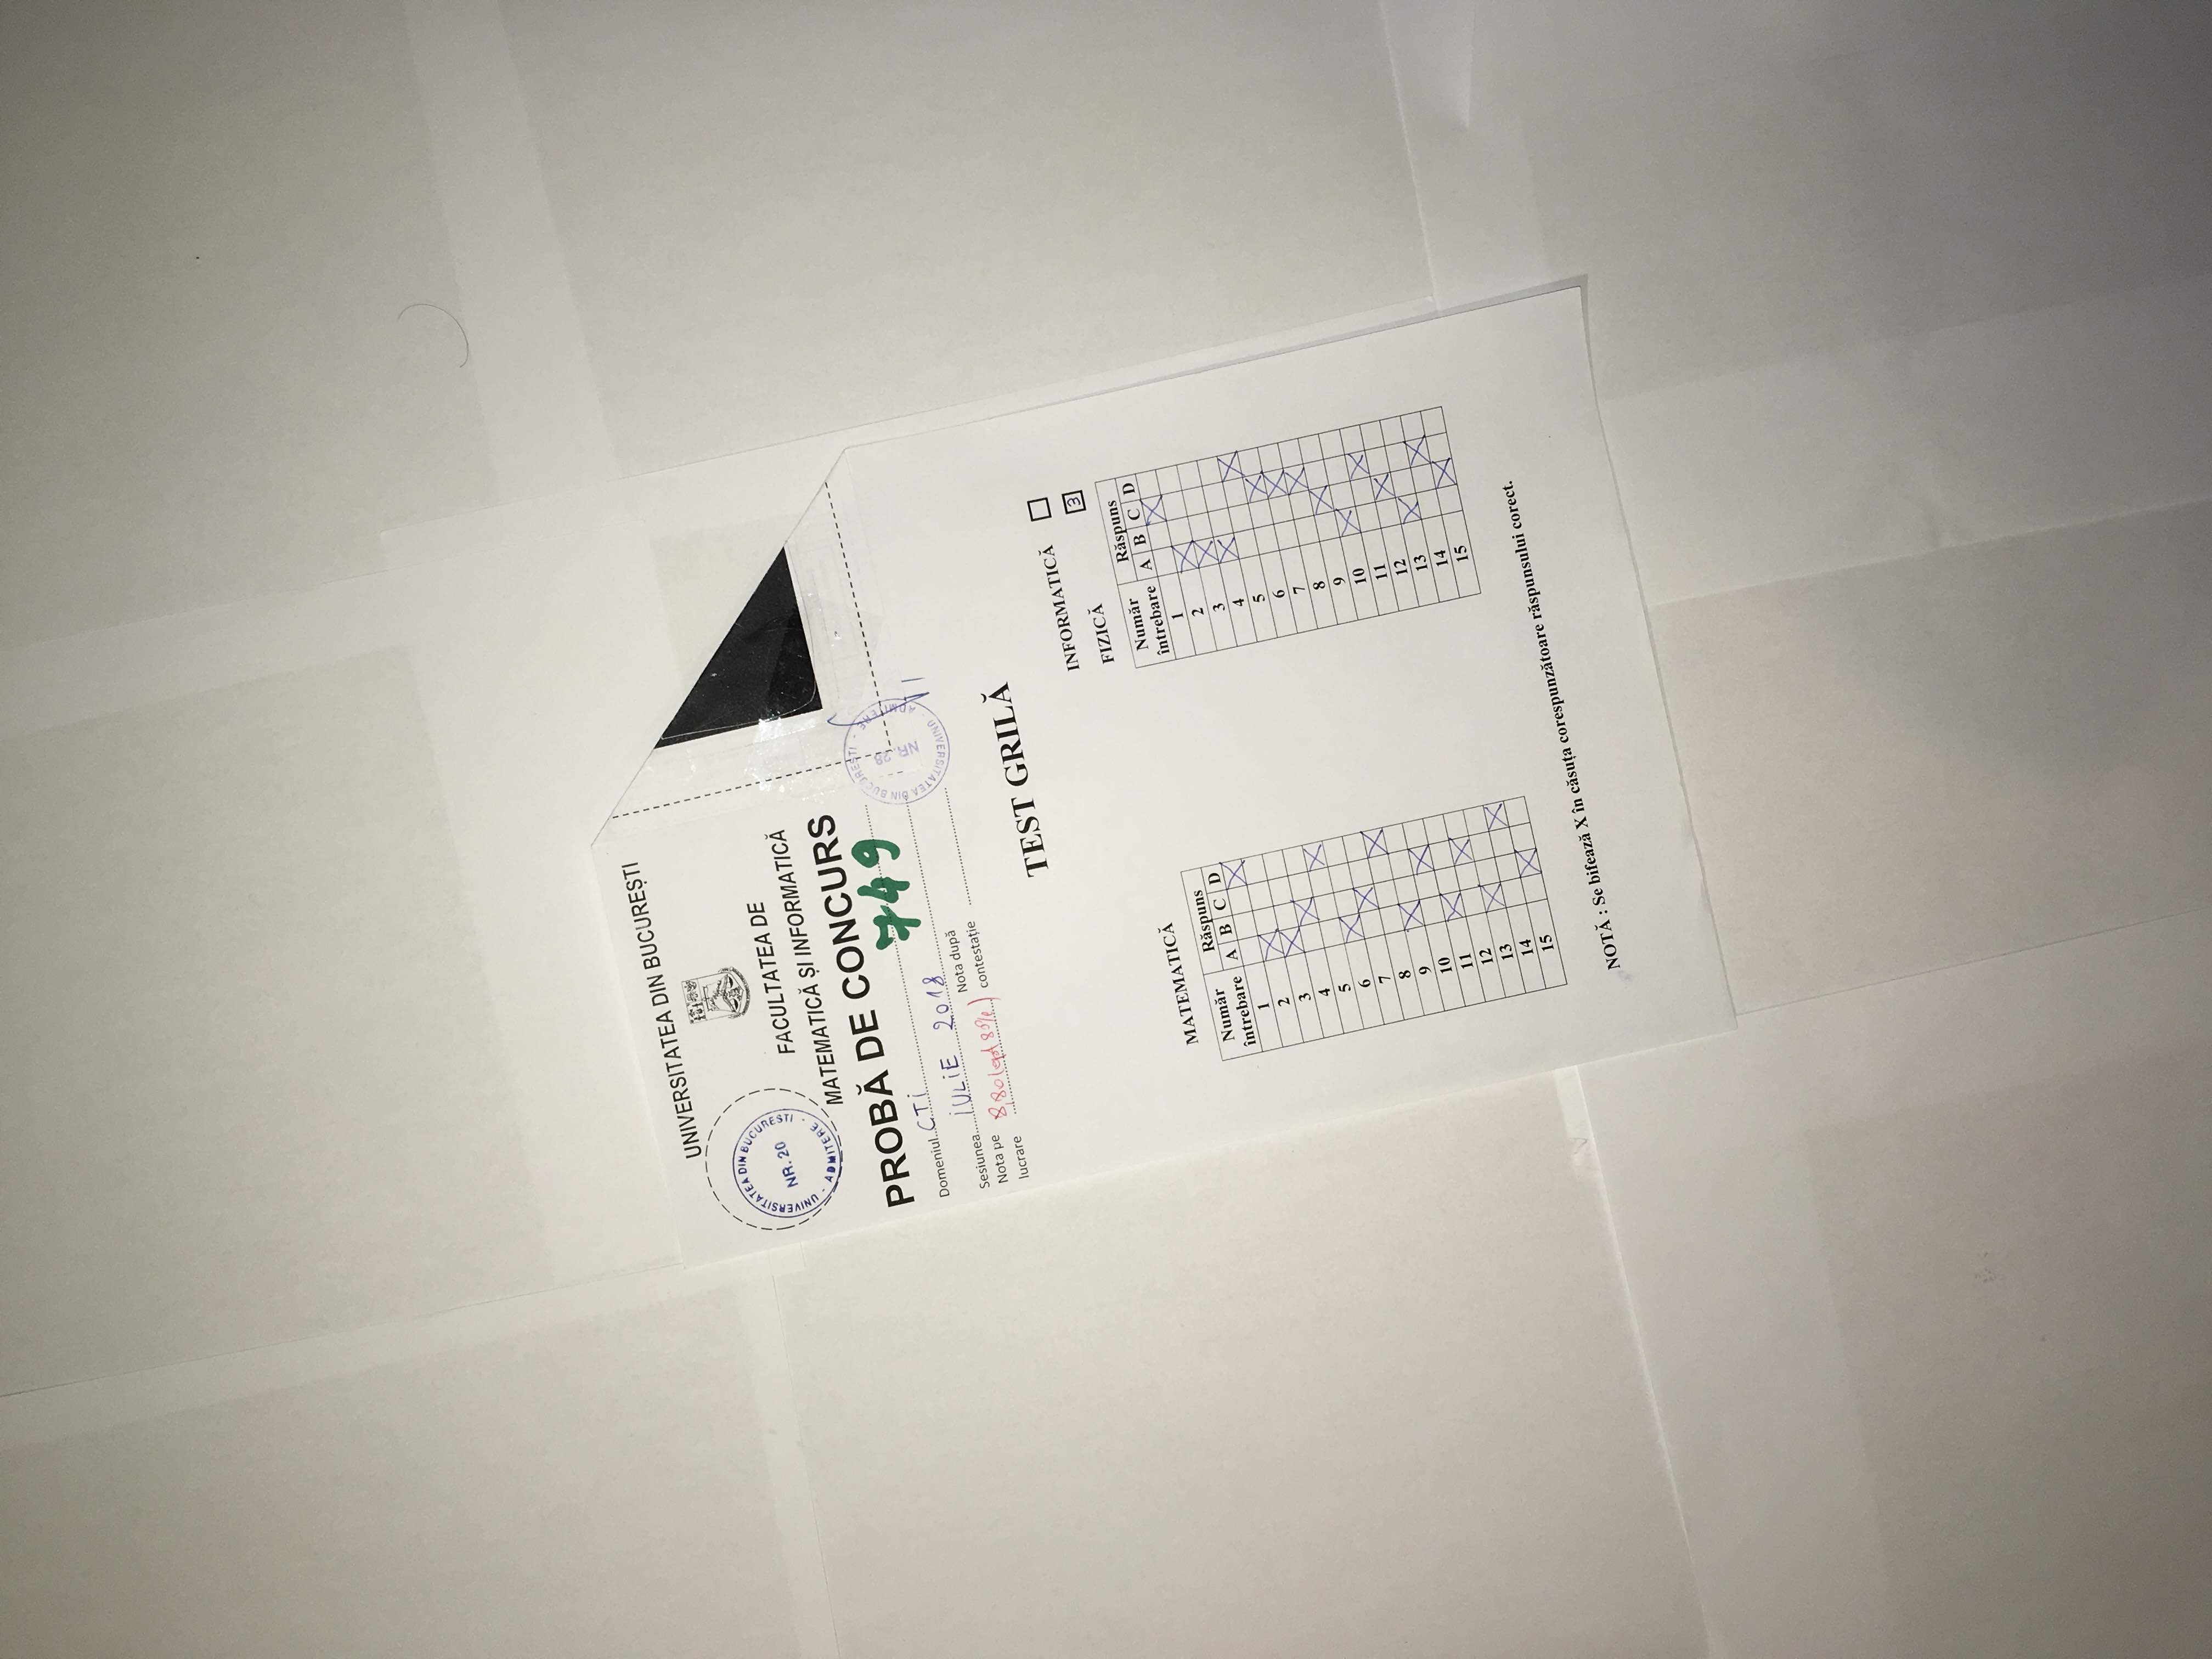 UNIVERSITATEA DIN BUCUREȘTI
UNIVERSITATEA DIN BUCUREȘTI - ADMITERE -
NR. 20
FACULTATEA DE
MATEMATICĂ ȘI INFORMATICĂ
PROBĂ DE CONCURS
749
Domeniul CTI
Sesiunea IULIE 2018
Nota pe lucrare 8,80 (opt 80%)
Nota după contestație
UNIVERSITATEA DIN BUCUREȘTI - ADMITERE -
NR. 28
TEST GRILĂ
INFORMATICĂ
FIZICĂ 3
MATEMATICĂ
Număr întrebare Răspuns
A B C D
1 X
2 X
3 X
4 X
5 X
6 X
7 X
8 X
9 X
10 X
11 X
12 X
13 X
14 X
15 X
Număr întrebare Răspuns
A B C D
1 X
2 X
3 X
4 X
5 X
6 X
7 X
8 X
9 X
10 X
11 X
12 X
13 X
14 X
15 X
NOTĂ : Se bifează X în căsuța corespunzătoare răspunsului corect.